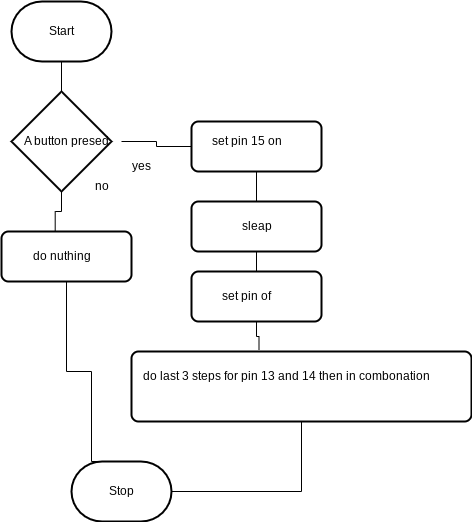 Start
A button presed
set pin 15 on
yes
no
sleap
do nuthing
set pin of
do last 3 steps for pin 13 and 14 then in combonation
Stop